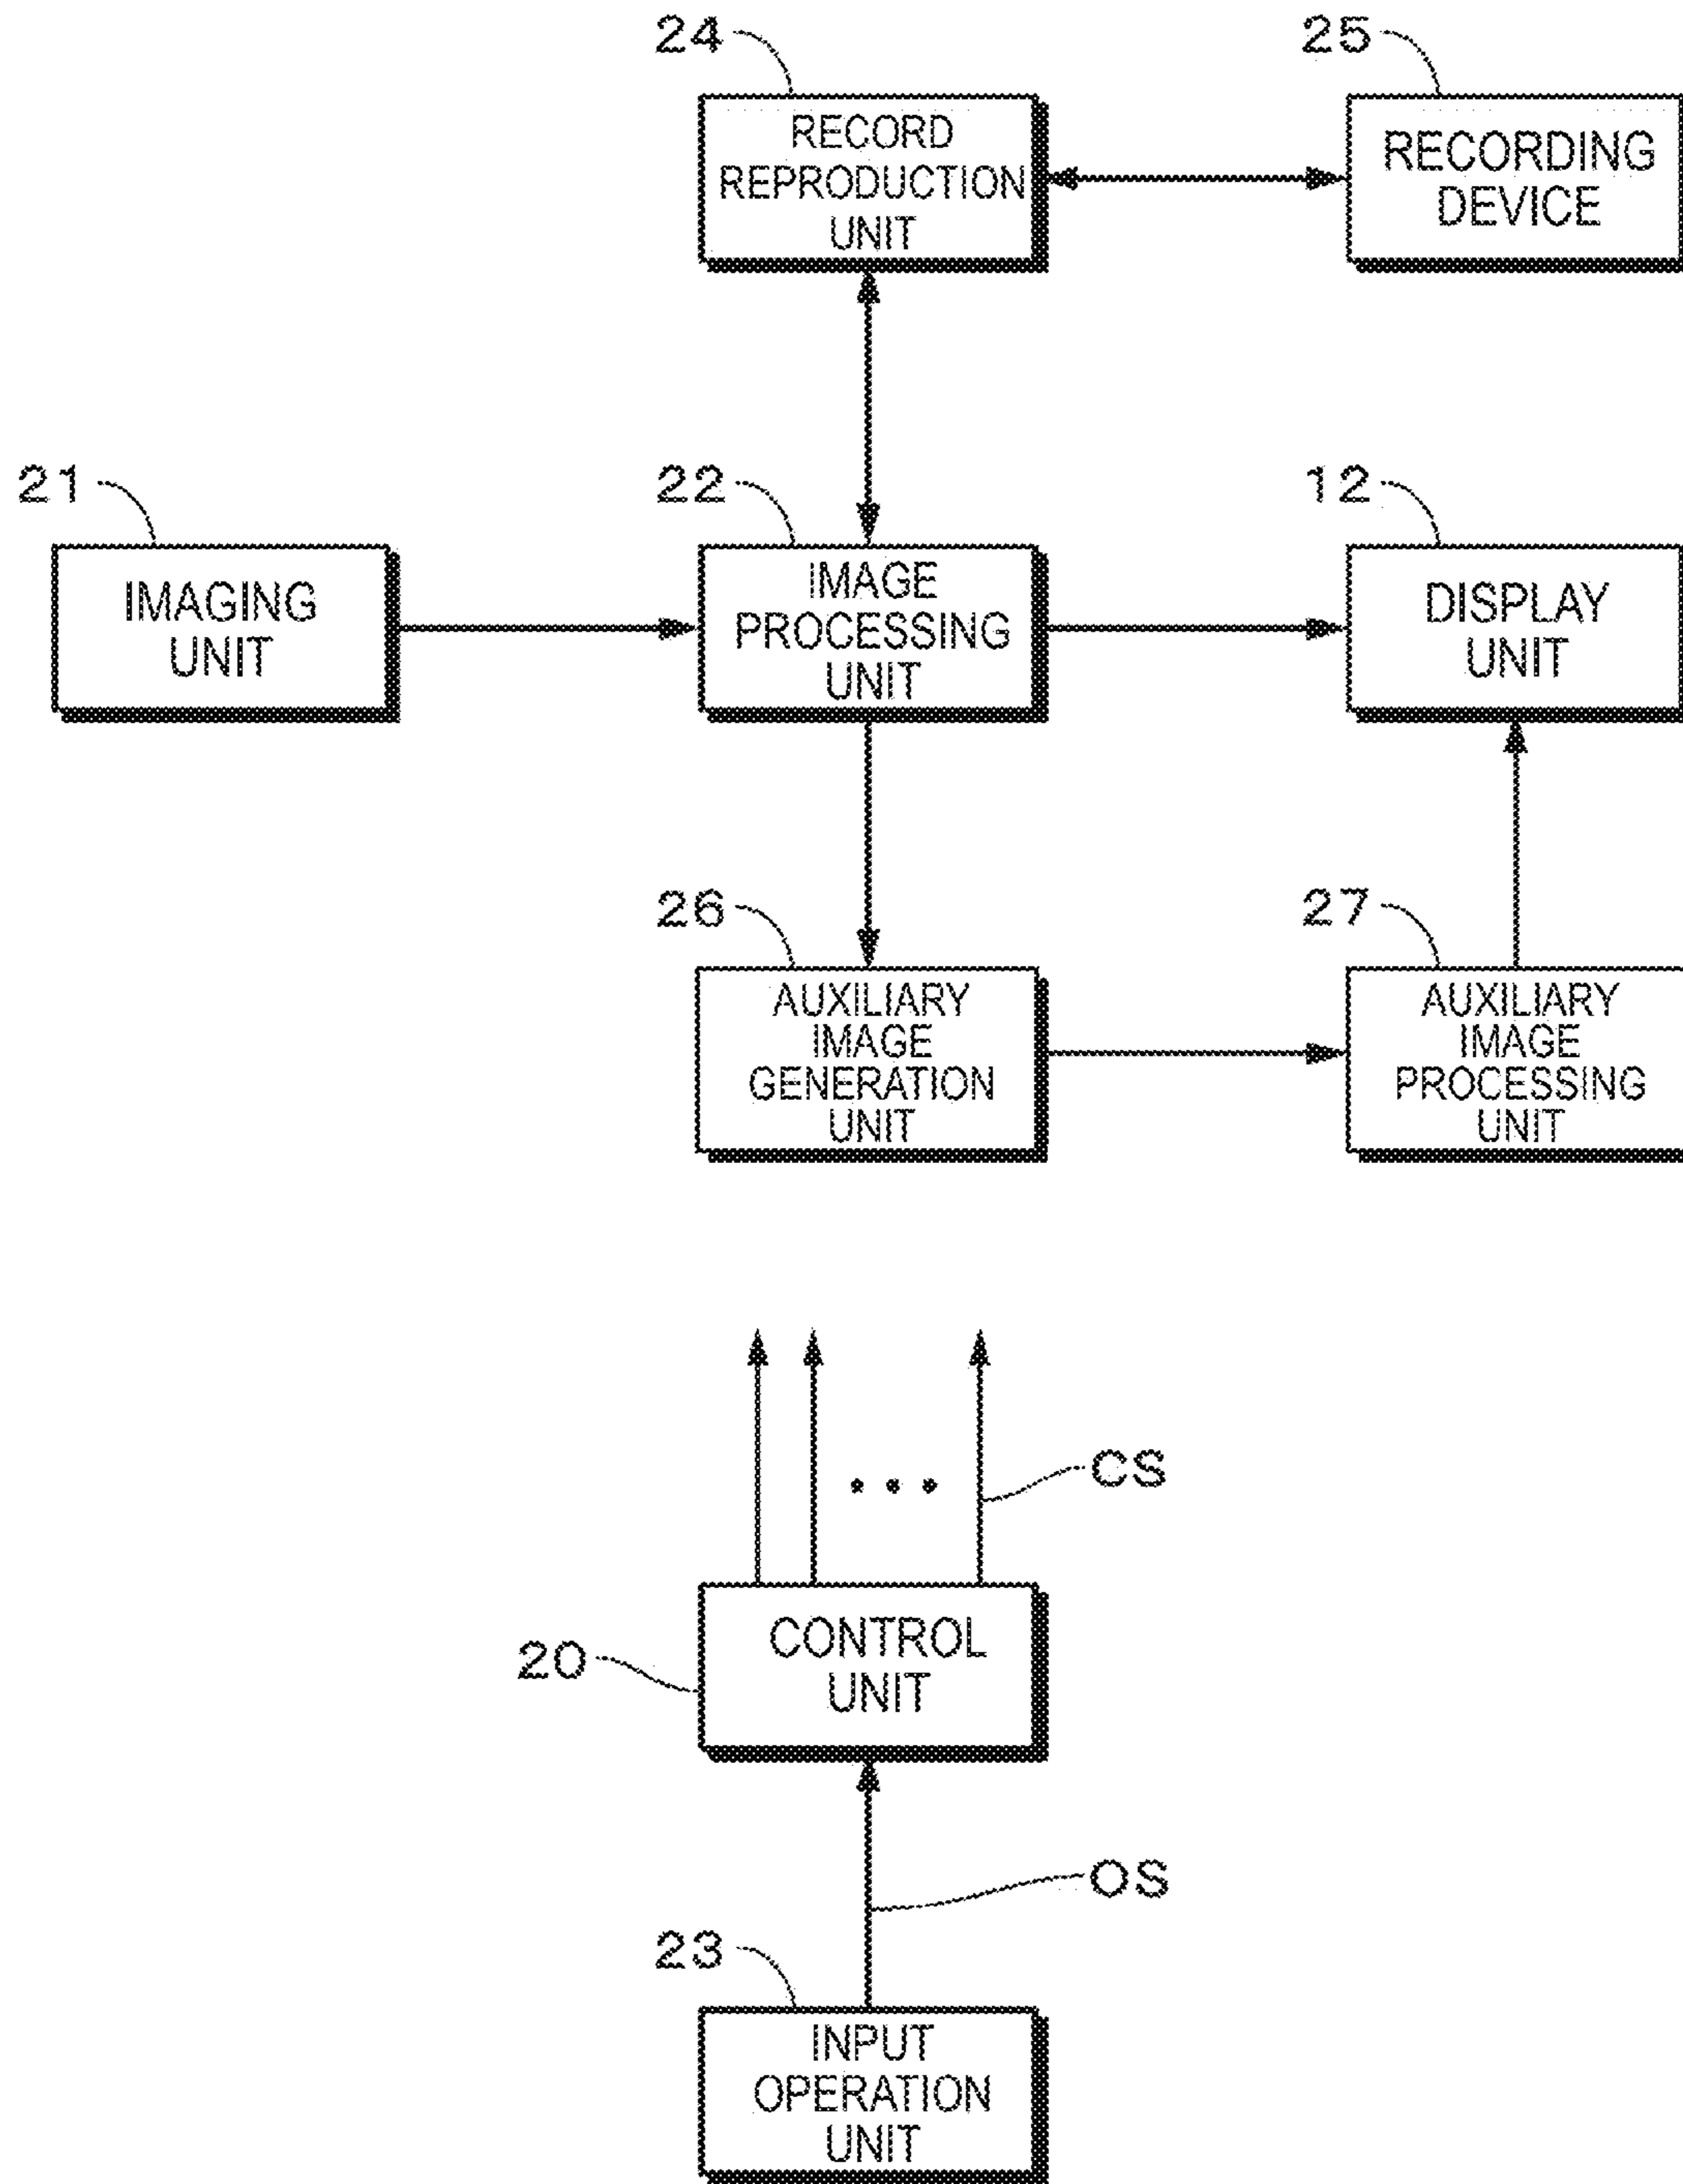 24
25
RECORD
REPRODUCTION
UNIT
RECORDING
DEVICE
21
22
12
IMAGING
UNIT
IMAGE
PROCESSING
UNIT
DISPLAY
UNIT
26
27
AUXILIARY
IMAGE
GENERATION
UNIT
AUXILIARY
IMAGE
PROCESSING
UNIT
...
CS
20
CONTROL
UNIT
OS
23
INPUT
OPERATION
UNIT